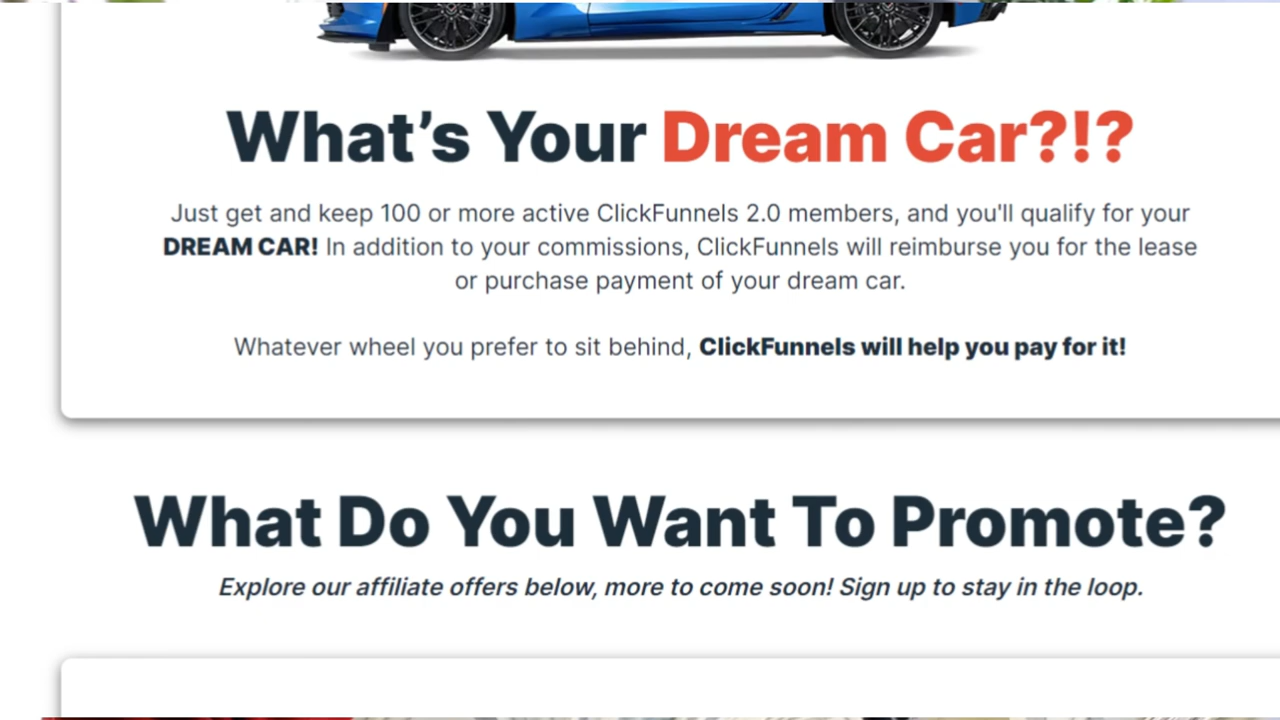 What’s Your Dream Car?!?
Just get and keep 100 or more active ClickFunnels 2.0 members, and you'll qualify for your
DREAM CAR! In addition to your commissions, ClickFunnels will reimburse you for the lease
or purchase payment of your dream car.
Whatever wheel you prefer to sit behind, ClickFunnels will help you pay for it!
What Do You Want To Promote?
Explore our affiliate offers below, more to come soon! Sign up to stay in the loop.